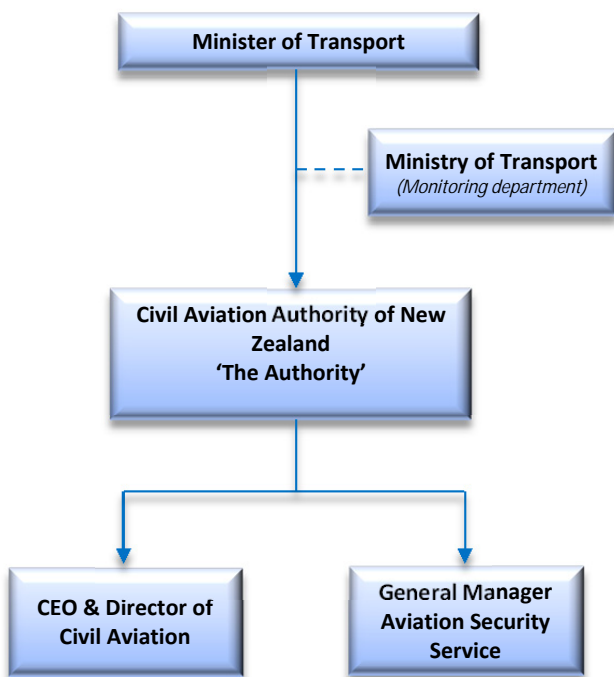 Minister of Transport
Ministry of Transport
(Monitoring department)
Civil Aviation Authority of New
Zealand
‘The Authority’
CEO & Director of
Civil Aviation
General Manager
Aviation Security
Service